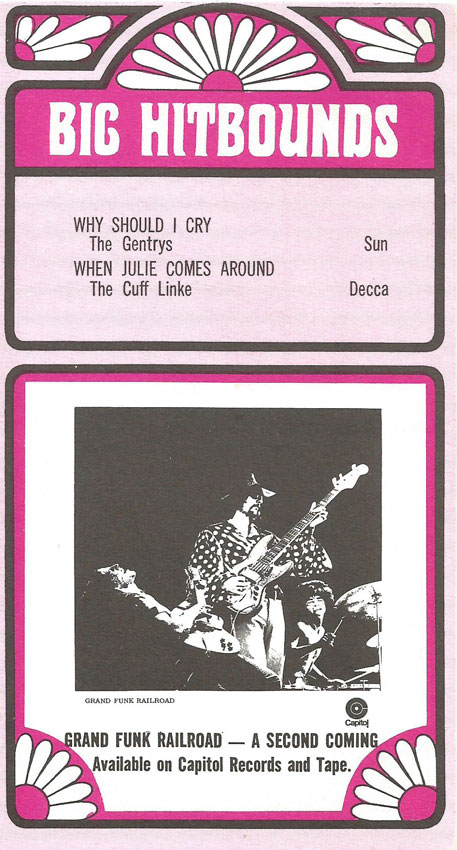 BIG HITBOUNDS
WHY SHOULD I CRY
The Gentrys Sun
WHEN JULIE COMES AROUND
The Cuff Linke Decca
GRAND FUNK RAILROAD
Capitol
GRAND FUNK RAILROAD — A SECOND COMING
Available on Capitol Records and Tape.